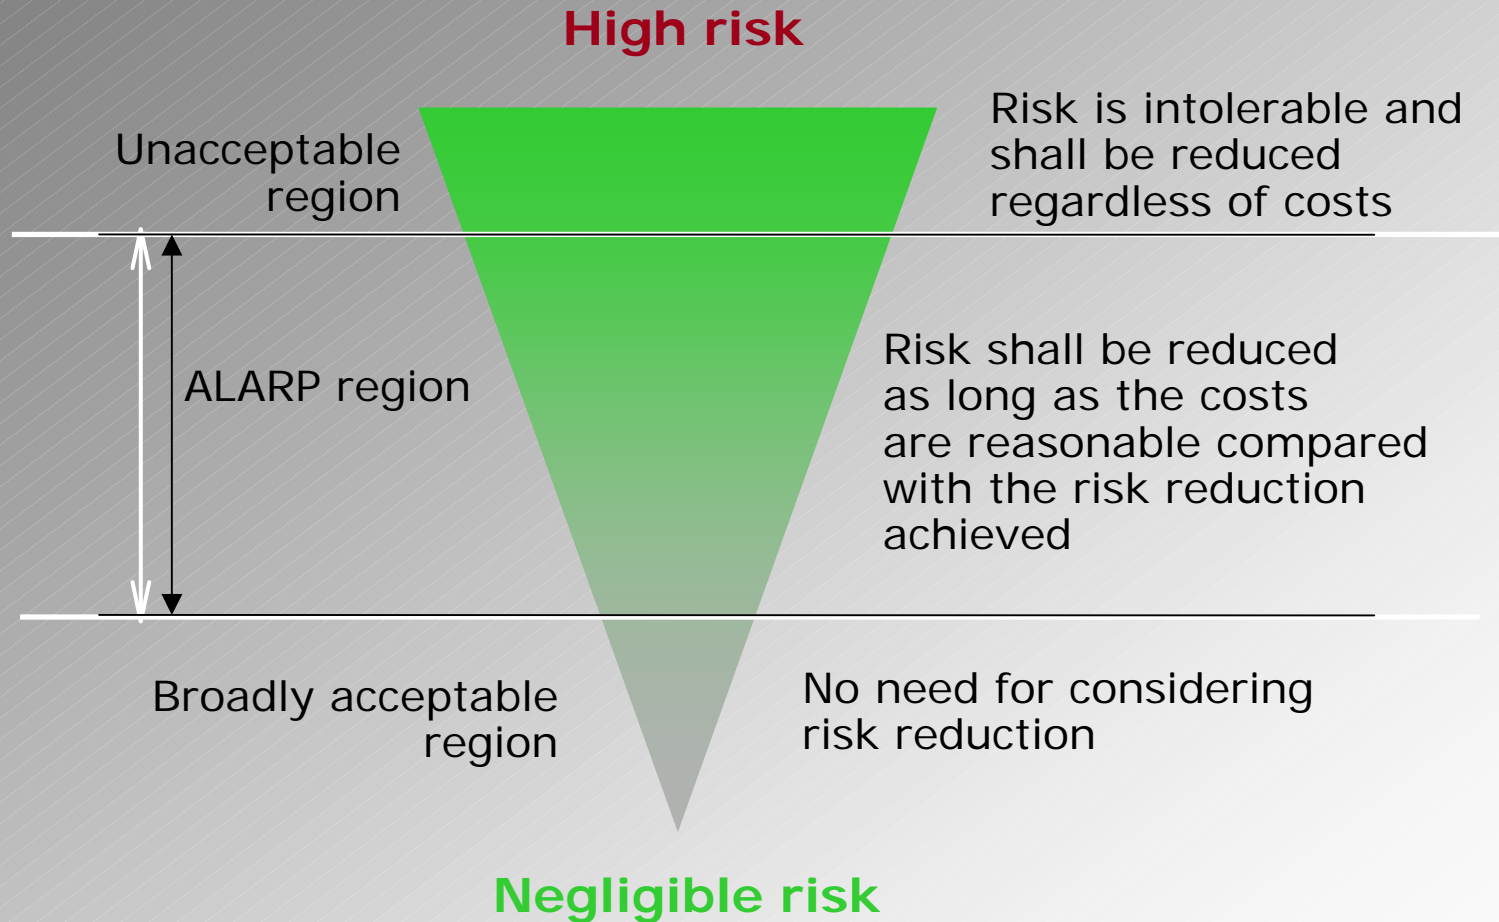 High risk
Unacceptable
region
Risk is intolerable and
shall be reduced
regardless of costs
ALARP region
Risk shall be reduced
as long as the costs
are reasonable compared
with the risk reduction
achieved
Broadly acceptable
region
No need for considering
risk reduction
Negligible risk